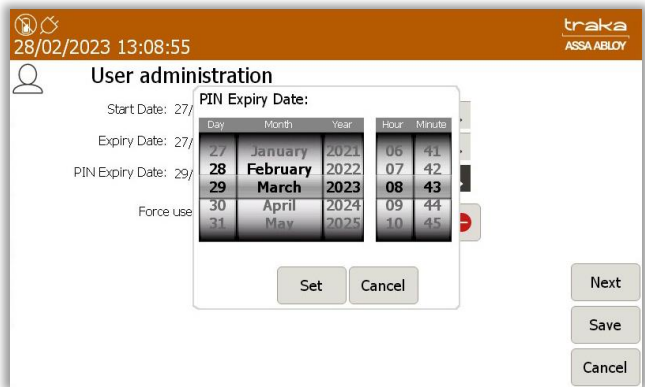 traka
28/02/2023 13:08:55
ASSA ABLOY
User administration
Start Date: 27/
PIN Expiry Date:
Day Month Year Hour Minute
Expiry Date: 27/
27 January 2021 06 41
28 February 2022 07 42
PIN Expiry Date: 29/
29 March 2023 08 43
30 April 2024 09 44
Force use
31 May 2025 10 45
Set Cancel
Next
Save
Cancel